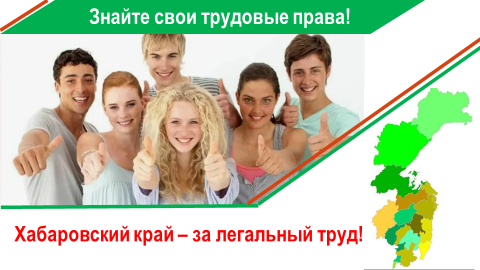 Знайте свои трудовые права!
Хабаровский край – за легальный труд!